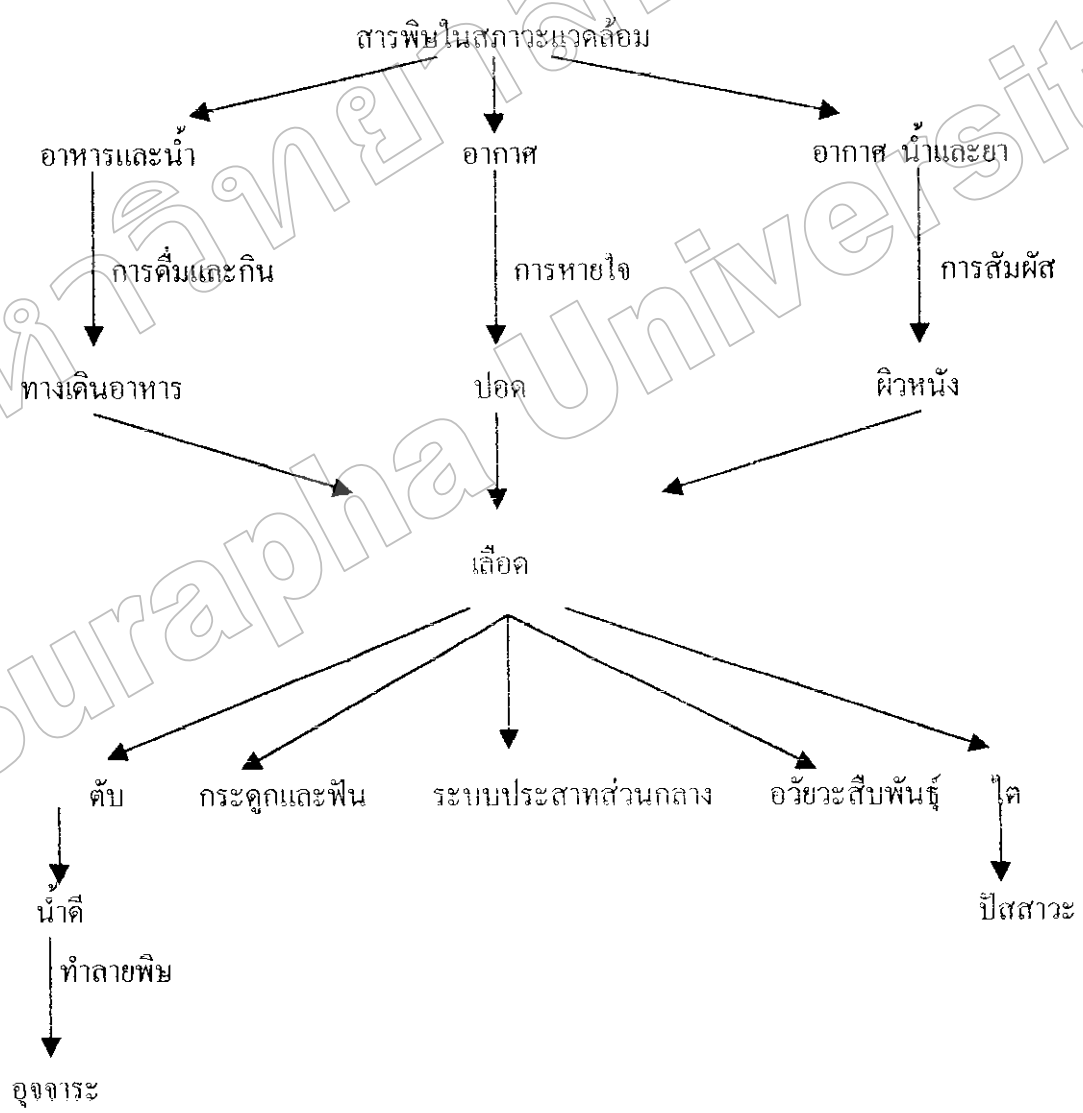 สารพิษในสภาวะแวดล้อม
อาหารและน้ำ อากาศ อากาศ น้ำและยา
การดื่มและกิน การหายใจ การสัมผัส
ทางเดินอาหาร ปอด ผิวหนัง
เลือด
ตับ กระดูกและฟัน ระบบประสาทส่วนกลาง อวัยวะสืบพันธุ์ ไต
น้ำดี ปัสสาวะ
ทำลายพิษ
อุจจาระ
Burapha University